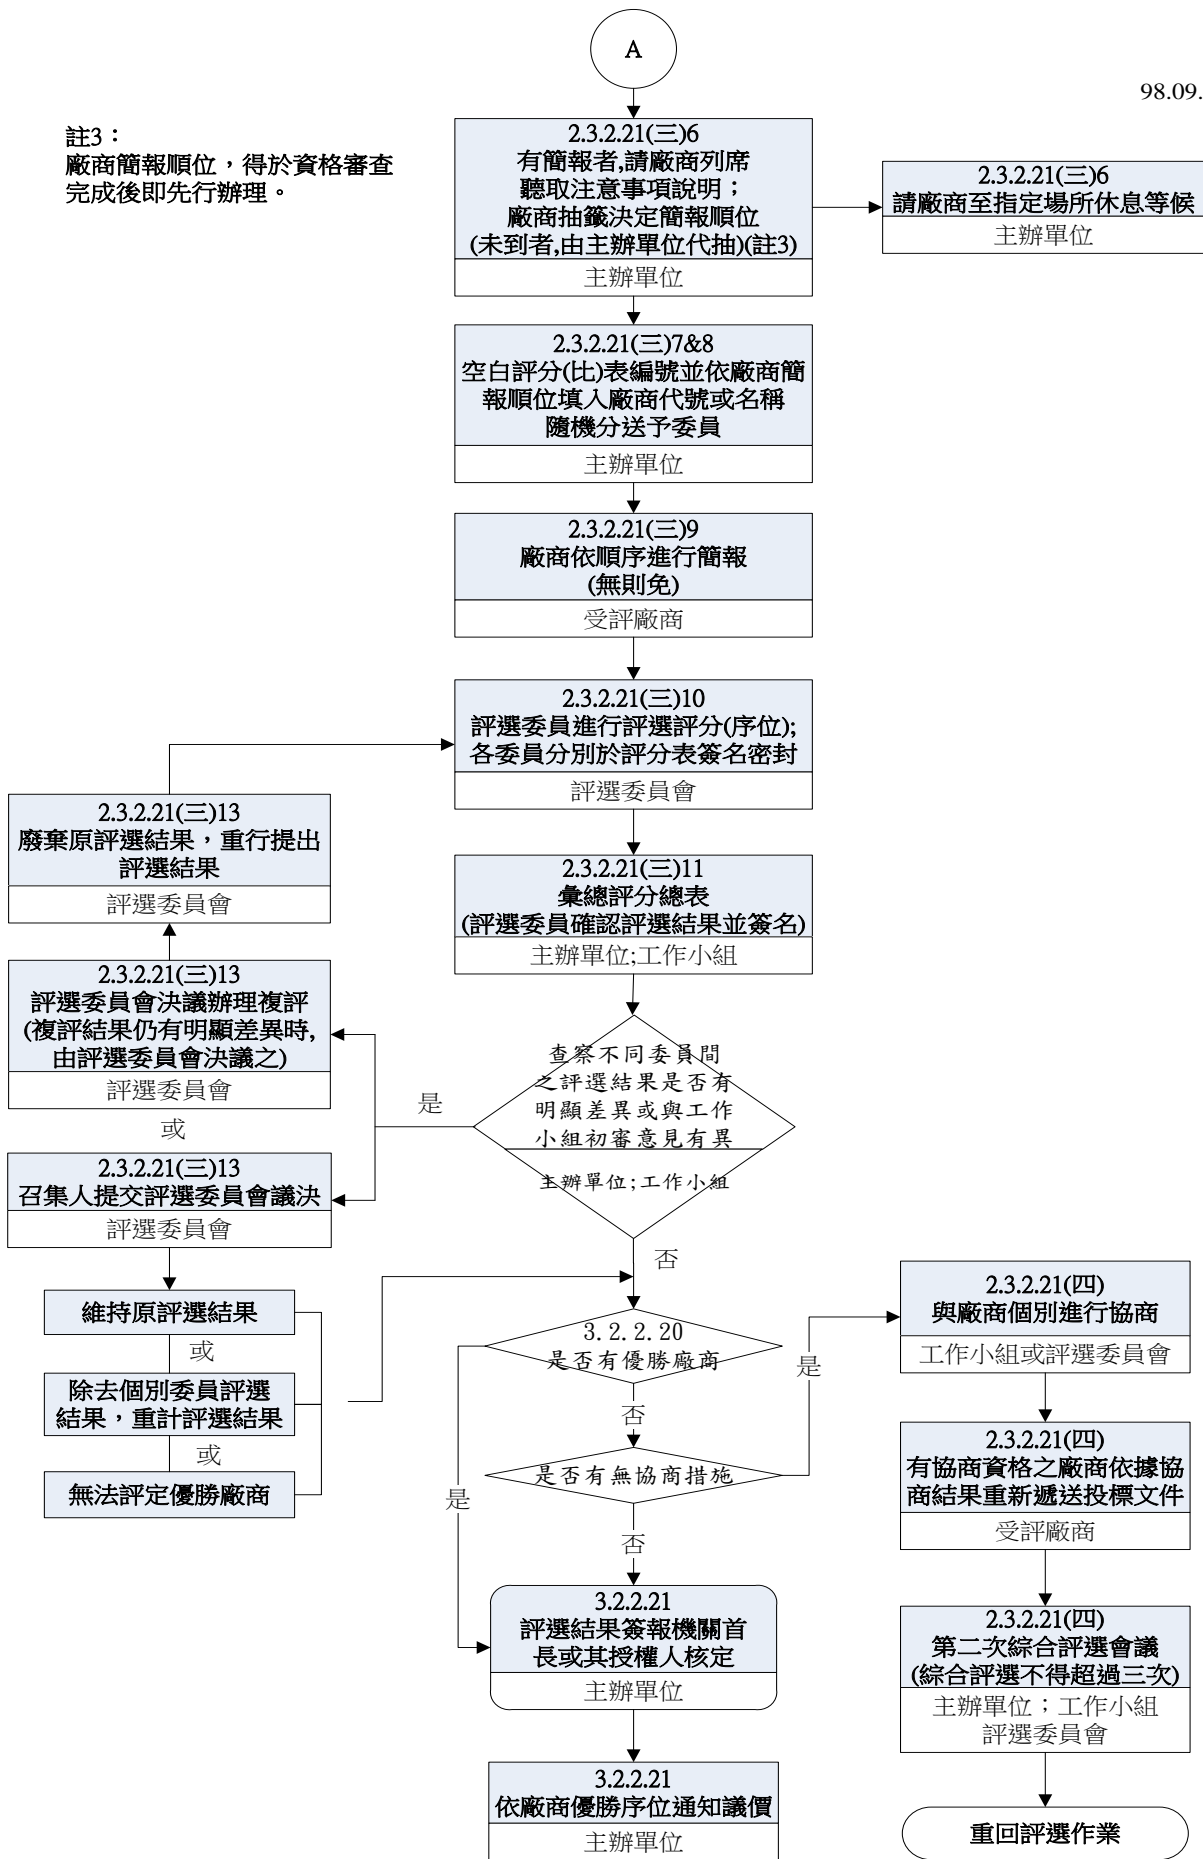 A
98.09.
註3：
廠商簡報順位，得於資格審查
完成後即先行辦理。
2.3.2.21(三)6
有簡報者,請廠商列席
聽取注意事項說明；
廠商抽籤決定簡報順位
(未到者,由主辦單位代抽)(註3)
主辦單位
2.3.2.21(三)6
請廠商至指定場所休息等候
主辦單位
2.3.2.21(三)7&8
空白評分(比)表編號並依廠商簡
報順位填入廠商代號或名稱
隨機分送予委員
主辦單位
2.3.2.21(三)9
廠商依順序進行簡報
(無則免)
受評廠商
2.3.2.21(三)10
評選委員進行評選評分(序位);
各委員分別於評分表簽名密封
評選委員會
2.3.2.21(三)13
廢棄原評選結果，重行提出
評選結果
評選委員會
2.3.2.21(三)11
彙總評分總表
(評選委員確認評選結果並簽名)
主辦單位;工作小組
2.3.2.21(三)13
評選委員會決議辦理複評
(複評結果仍有明顯差異時,
由評選委員會決議之)
評選委員會
或
是
查察不同委員間
之評選結果是否有
明顯差異或與工作
小組初審意見有異
主辦單位;工作小組
2.3.2.21(三)13
召集人提交評選委員會議決
評選委員會
否
維持原評選結果
或
除去個別委員評選
結果，重計評選結果
或
無法評定優勝廠商
3.2.2.20
是否有優勝廠商
是
否
是否有無協商措施
是
否
2.3.2.21(四)
與廠商個別進行協商
工作小組或評選委員會
2.3.2.21(四)
有協商資格之廠商依據協
商結果重新遞送投標文件
受評廠商
3.2.2.21
評選結果簽報機關首
長或其授權人核定
主辦單位
2.3.2.21(四)
第二次綜合評選會議
(綜合評選不得超過三次)
主辦單位；工作小組
評選委員會
3.2.2.21
依廠商優勝序位通知議價
主辦單位
重回評選作業